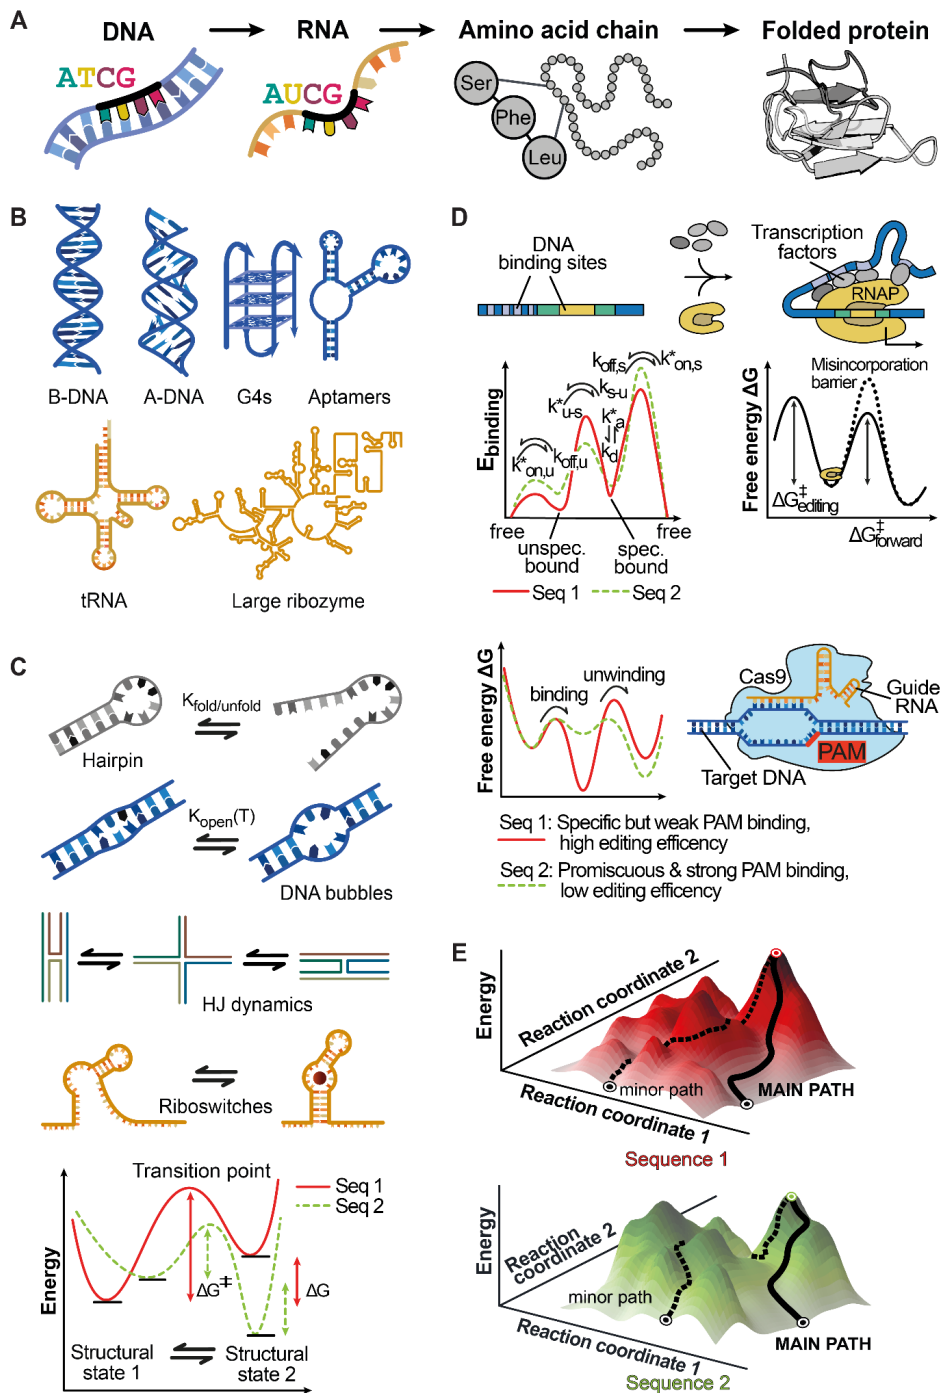 A
DNA
RNA
Amino acid chain
Folded protein
ATCG
AUCG
Ser
Phe
Leu
B
B-DNA
A-DNA
G4s
Aptamers
tRNA
Large ribozyme
C
Kfold/unfold
Hairpin
Kopen(T)
DNA bubbles
HJ dynamics
Riboswitches
Transition point
Seq 1
Seq 2
Energy
ΔG‡
ΔG
Structural
state 1
Structural
state 2
D
DNA
binding sites
Transcription
factors
RNAP
Ebinding
k*on,u
koff,u
k*u-s
ks-u
k*a
kd
koff,s
k*on,s
free
unspec.
bound
spec.
bound
free
Seq 1
Seq 2
Free energy ΔG
Misincorporation
barrier
ΔG‡editing
ΔG‡forward
Free energy ΔG
binding
unwinding
Cas9
Guide
RNA
PAM
Target DNA
Seq 1: Specific but weak PAM binding,
high editing efficency
Seq 2: Promiscuous & strong PAM binding,
low editing efficency
E
Energy
Reaction coordinate 2
minor path
MAIN PATH
Reaction coordinate 1
Sequence 1
Energy
Reaction
coordinate 2
minor path
MAIN PATH
Reaction coordinate 1
Sequence 2